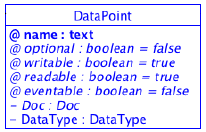 DataPoint
@ name : text
@ optional : boolean = false
@ writable : boolean = true
@ readable : boolean = true
@ eventable : boolean = false
- Doc : Doc
- DataType : DataType